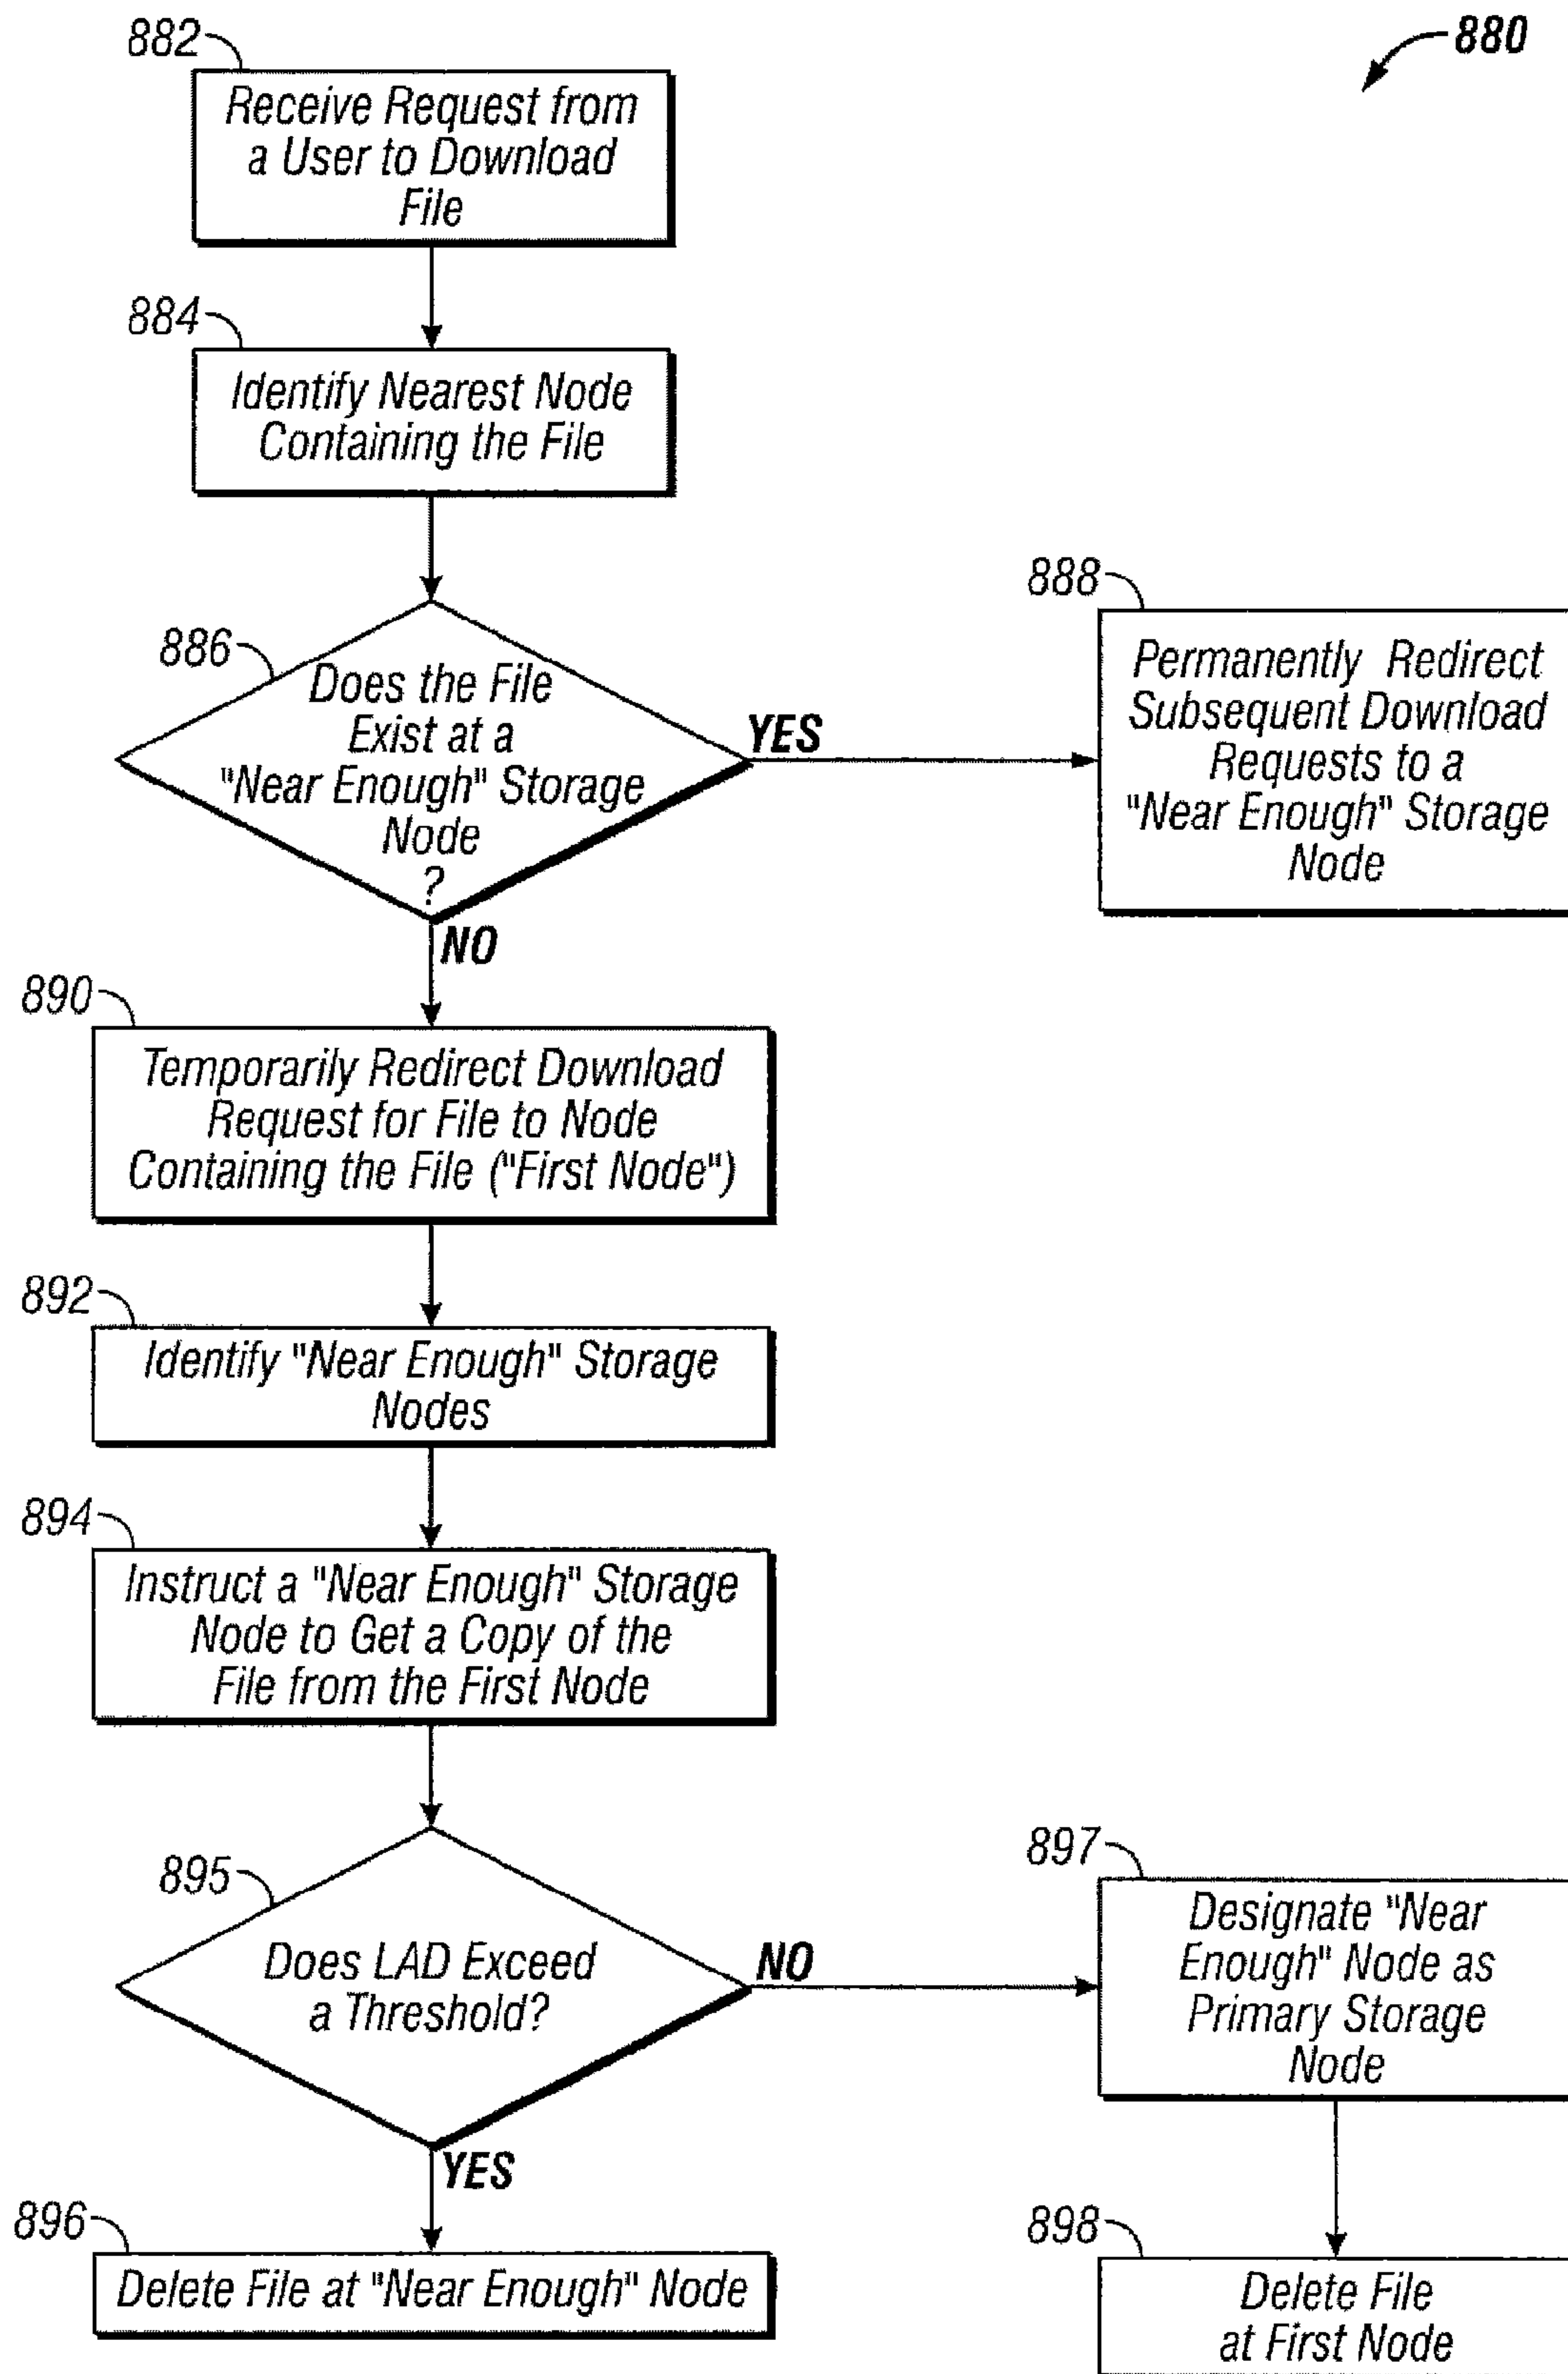 880
882
Receive Request from
a User to Download
File
884
Identify Nearest Node
Containing the File
886
Does the File
Exist at a
"Near Enough" Storage
Node
?
YES
NO
888
Permanently Redirect
Subsequent Download
Requests to a
"Near Enough" Storage
Node
890
Temporarily Redirect Download
Request for File to Node
Containing the File ("First Node")
892
Identify "Near Enough" Storage
Nodes
894
Instruct a "Near Enough" Storage
Node to Get a Copy of the
File from the First Node
895
Does LAD Exceed
a Threshold?
NO
YES
897
Designate "Near
Enough" Node as
Primary Storage
Node
896
Delete File at "Near Enough" Node
898
Delete File
at First Node